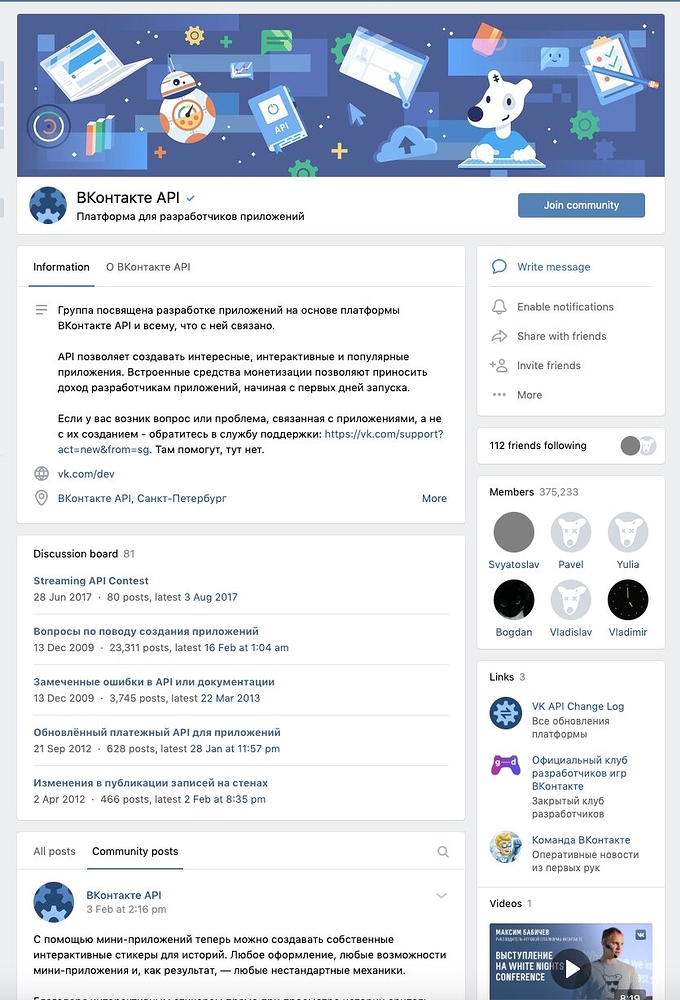 API
ВКонтакте API
Платформа для разработчиков приложений
Join community
Information
О ВКонтакте API
Группа посвящена разработке приложений на основе платформы
ВКонтакте API и всему, что с ней связано.
API позволяет создавать интересные, интерактивные и популярные
приложения. Встроенные средства монетизации позволяют приносить
доход разработчикам приложений, начиная с первых дней запуска.
Если у вас возник вопрос или проблема, связанная с приложениями, а не
с их созданием - обратитесь в службу поддержки: https://vk.com/support?
act=new&from=sg. Там помогут, тут нет.
vk.com/dev
ВКонтакте API, Санкт-Петербург
More
Discussion board 81
Streaming API Contest
28 Jun 2017 · 80 posts, latest 3 Aug 2017
Вопросы по поводу создания приложений
13 Dec 2009 · 23,311 posts, latest 16 Feb at 1:04 am
Замеченные ошибки в API или документации
13 Dec 2009 · 3,745 posts, latest 22 Mar 2013
Обновлённый платежный API для приложений
21 Sep 2012 · 628 posts, latest 28 Jan at 11:57 pm
Изменения в публикации записей на стенах
2 Apr 2012 · 466 posts, latest 2 Feb at 8:35 pm
All posts
Community posts
ВКонтакте API
3 Feb at 2:16 pm
С помощью мини-приложений теперь можно создавать собственные
интерактивные стикеры для историй. Любое оформление, любые возможности
мини-приложения и, как результат, — любые нестандартные механики.
Write message
Enable notifications
Share with friends
Invite friends
More
112 friends following
Members 375,233
Svyatoslav
Pavel
Yulia
Bogdan
Vladislav
Vladimir
Links 3
VK API Change Log
Все обновления
платформы
Официальный клуб
разработчиков игр
ВКонтакте
Закрытый клуб
разработчиков
Команда ВКонтакте
Оперативные новости
из первых рук
Videos 1
МАКСИМ БАБИЧЕВ
ВЫСТУПЛЕНИЕ
НА WHITE NIGHTS
CONFERENCE
8:19